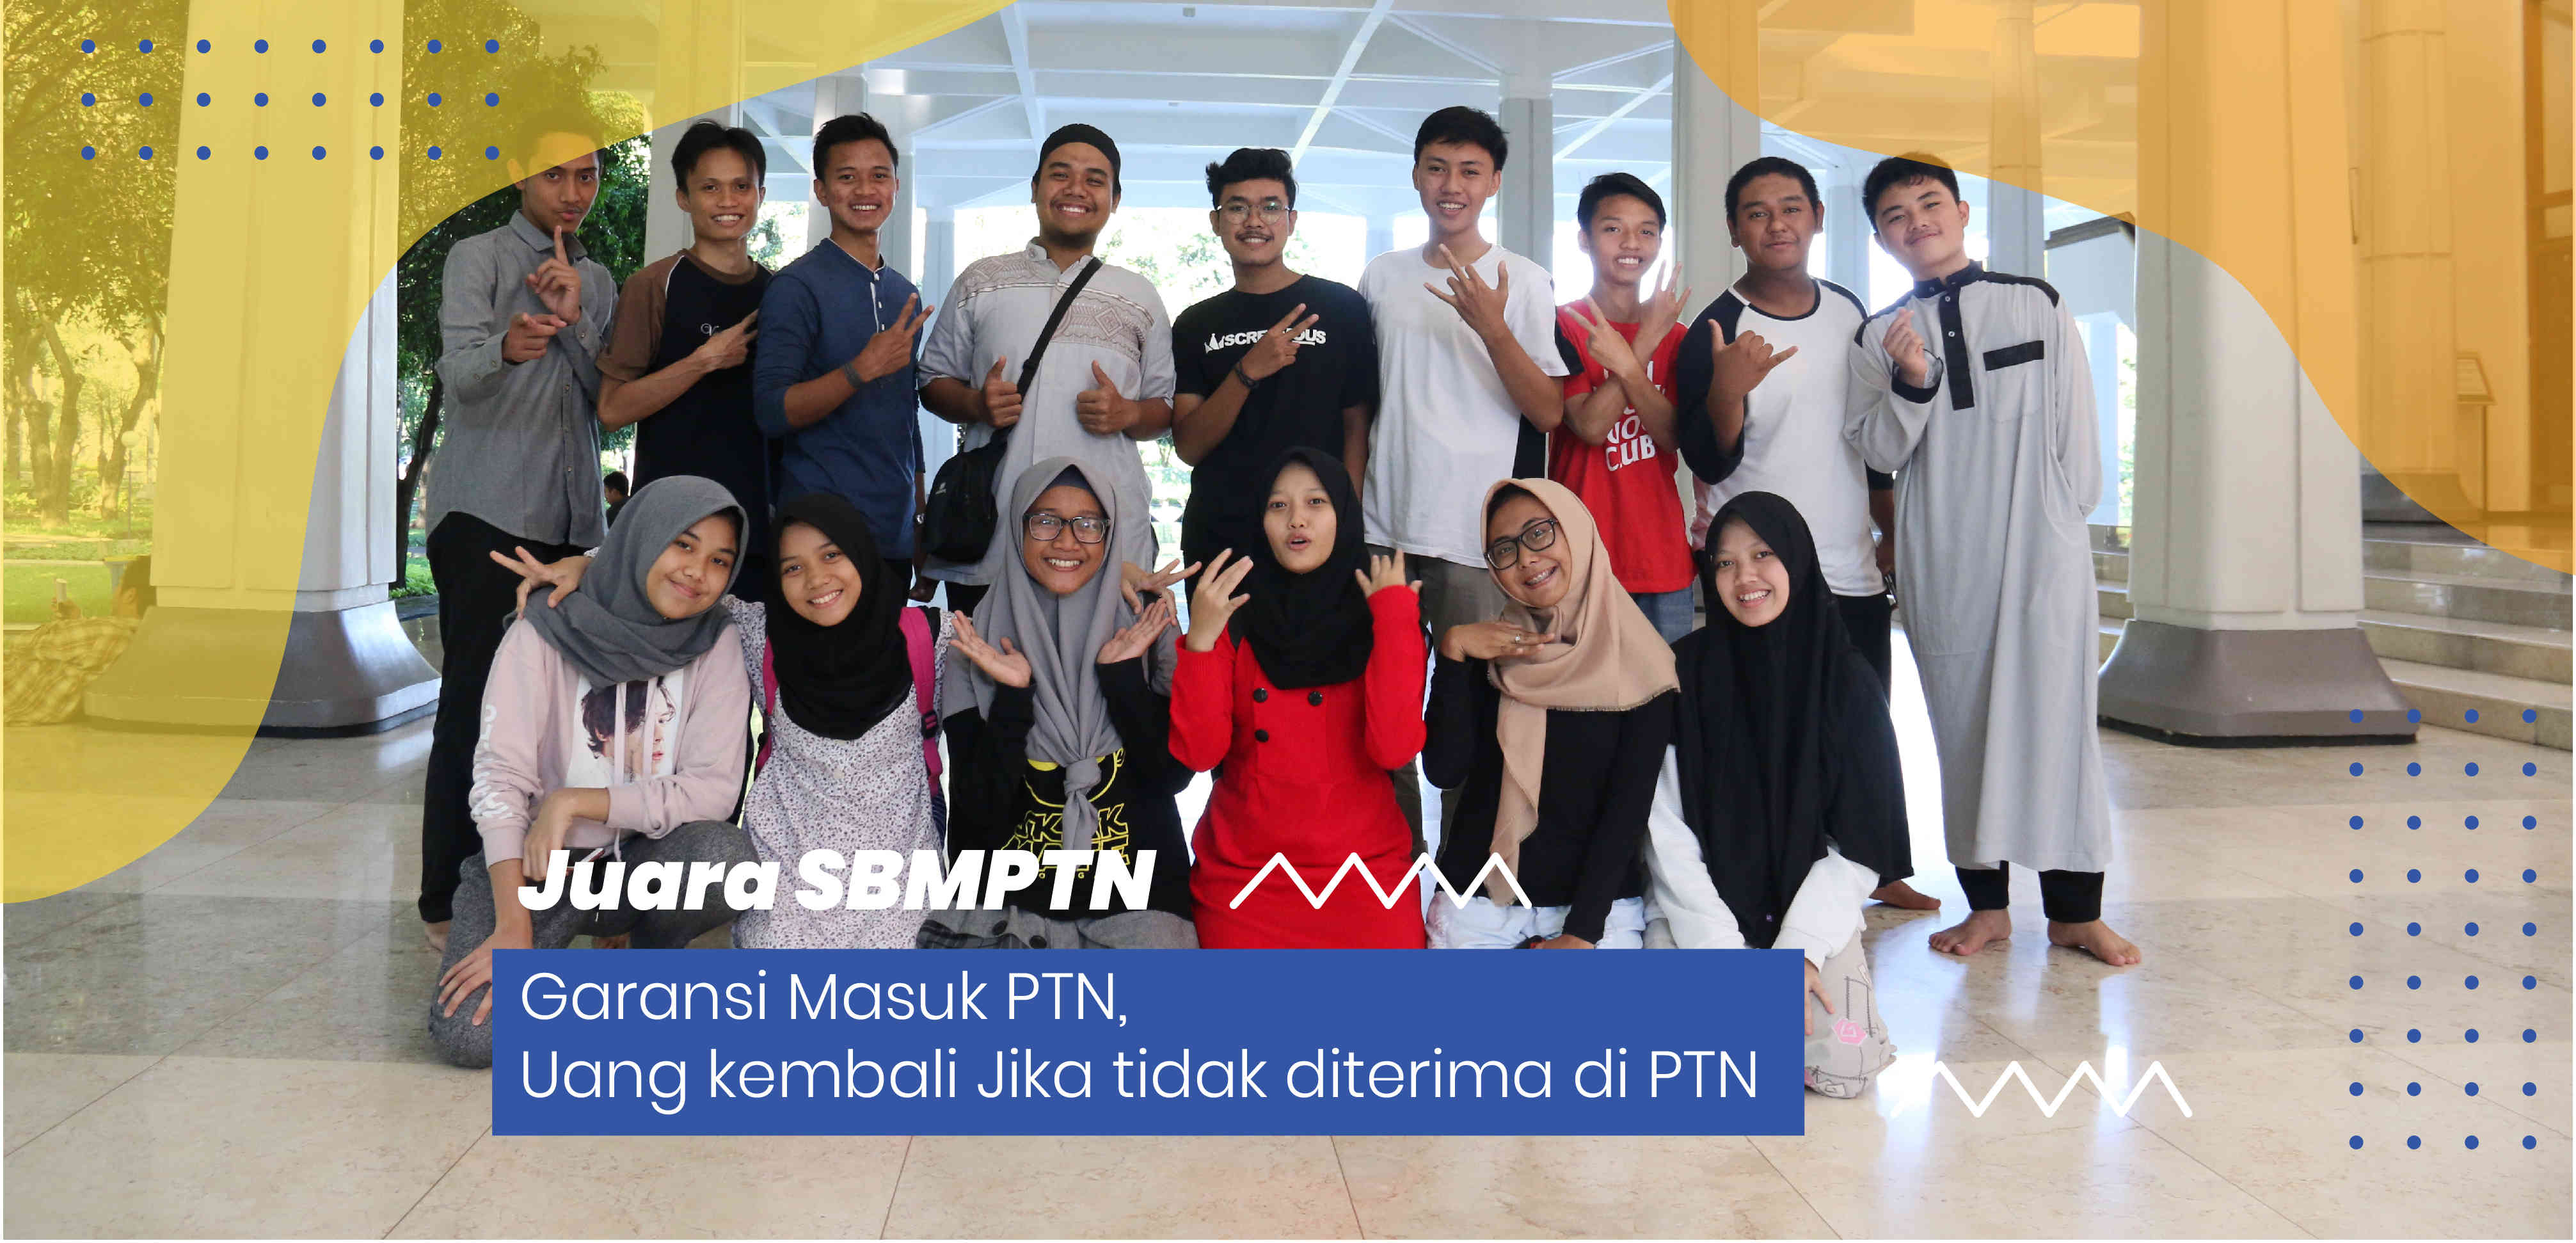 Juara SBMPTN
Garansi Masuk PTN,
Uang kembali Jika tidak diterima di PTN